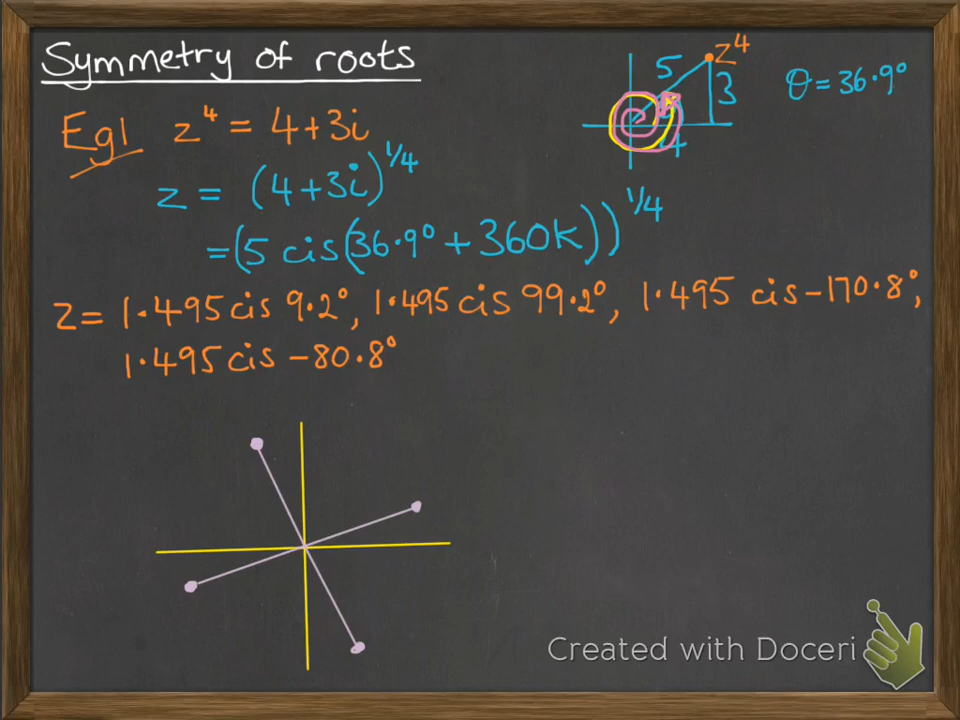 Symmetry of roots
Eg1 z⁴ = 4+3i
z = (4+3i)^1/4
= (5 cis(36·9° + 360k))^1/4
z = 1·495 cis 9·2°, 1·495 cis 99·2°, 1·495 cis -170·8°,
1·495 cis -80·8°
z⁴
5
3
4
θ = 36·9°
Created with Doceri